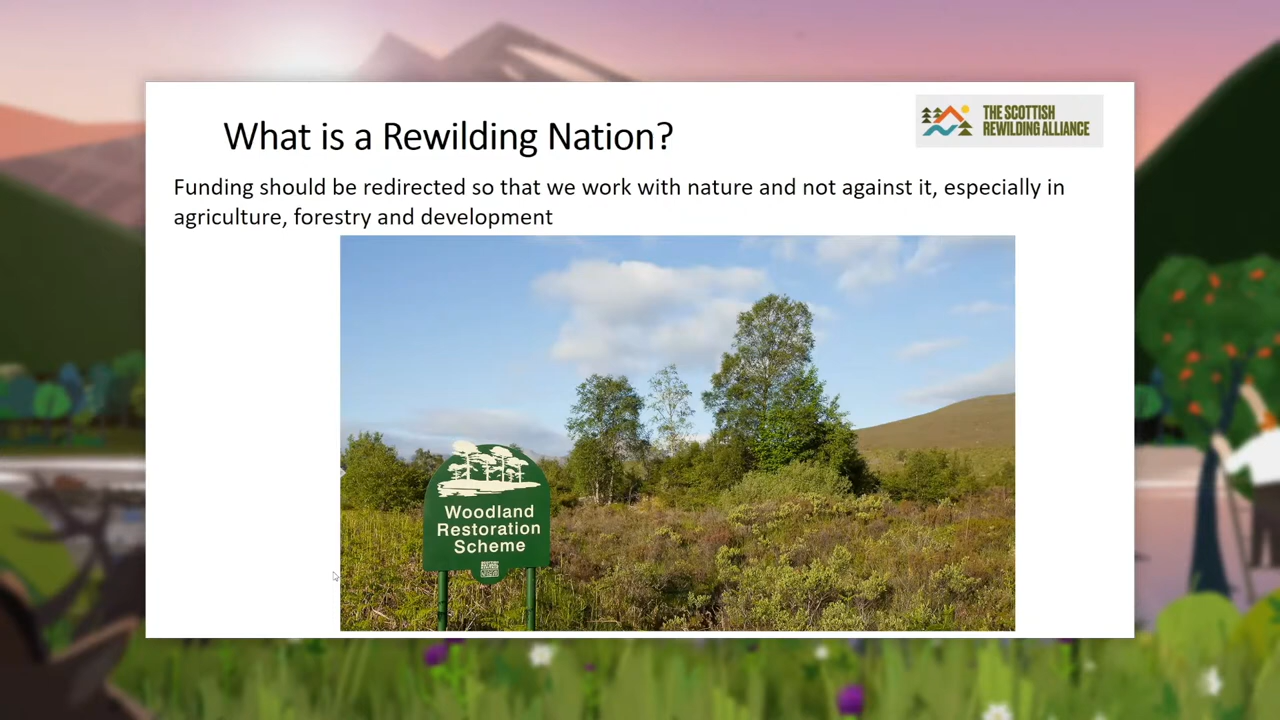 What is a Rewilding Nation?
THE SCOTTISH
REWILDING ALLIANCE
Funding should be redirected so that we work with nature and not against it, especially in
agriculture, forestry and development
Woodland
Restoration
Scheme